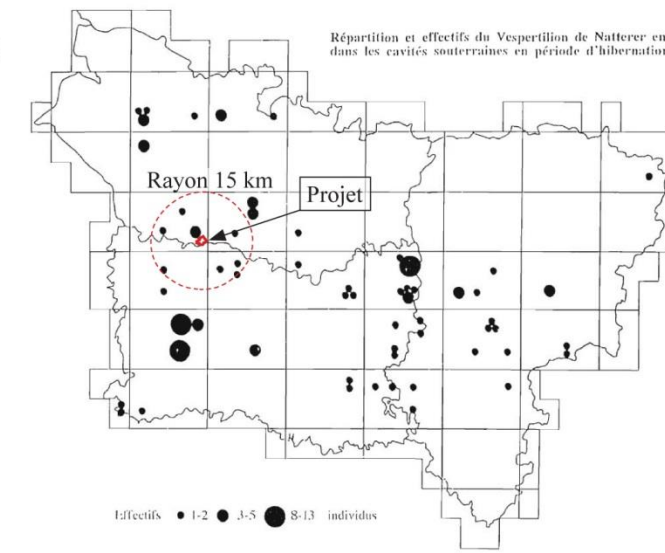 Répartition et effectifs du Vespertilion de Natterer en
dans les cavités souterraines en période d'hibernation
Rayon 15 km
Projet
Effectifs 1-2 3-5 8-13 individus